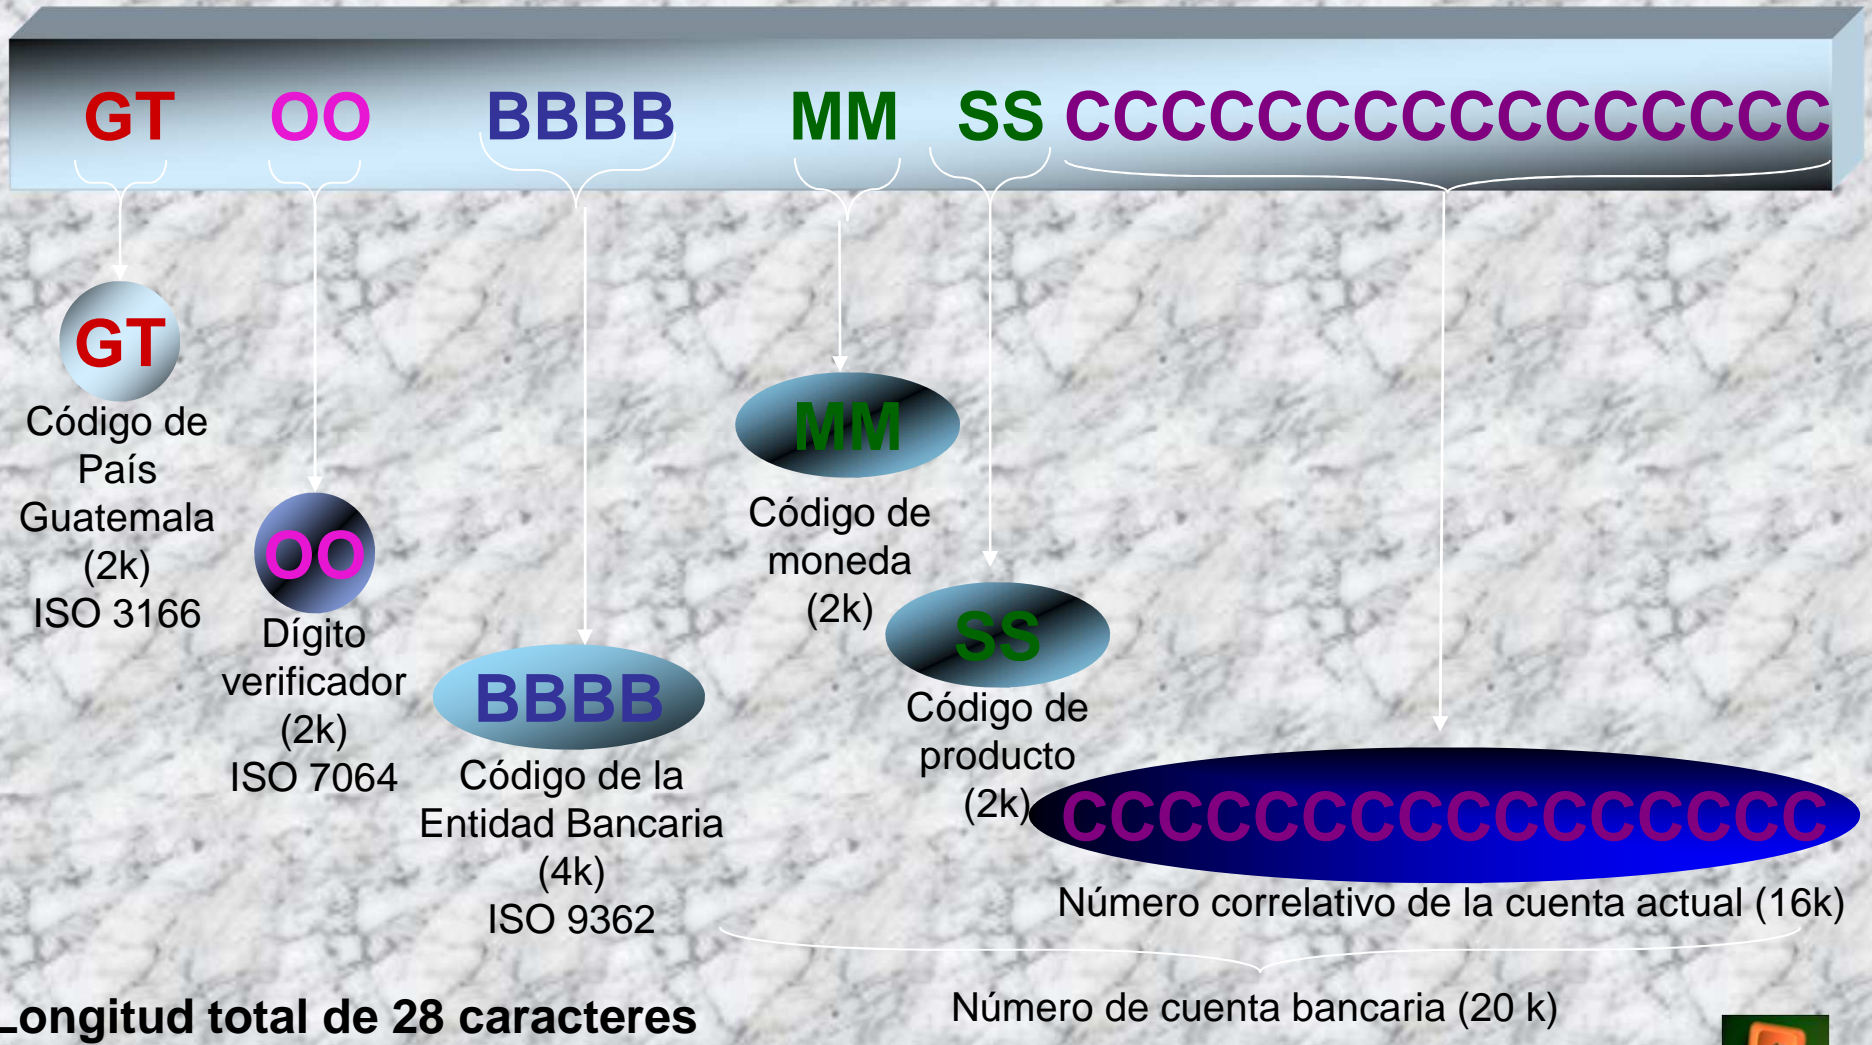 GT OO BBBB MM SS CCCCCCCCCCCCCCCC
GT
Código de
País
Guatemala
(2k)
ISO 3166
OO
Dígito
verificador
(2k)
ISO 7064
BBBB
Código de la
Entidad Bancaria
(4k)
ISO 9362
MM
Código de
moneda
(2k)
SS
Código de
producto
(2k)
CCCCCCCCCCCCCCCC
Número correlativo de la cuenta actual (16k)
Número de cuenta bancaria (20 k)
Longitud total de 28 caracteres